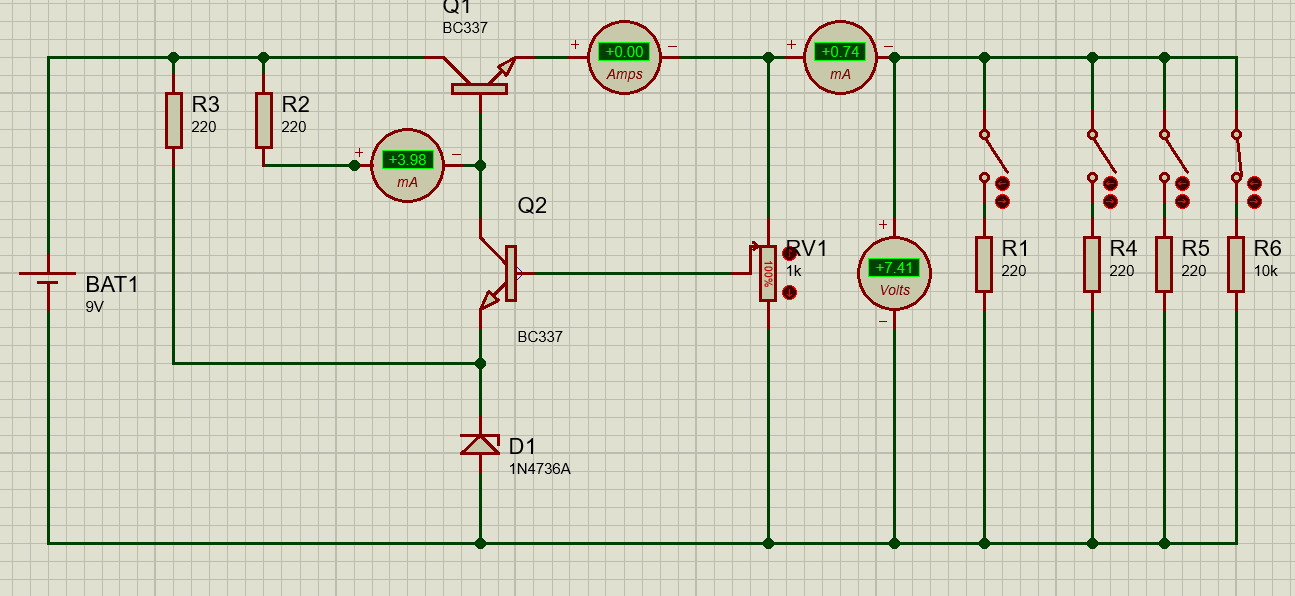 Q1
BC337
+0.00
Amps
+0.74
mA
R3
220
R2
220
+3.98
mA
Q2
BC337
BAT1
9V
D1
1N4736A
RV1
1k
100%
+7.41
Volts
R1
220
R4
220
R5
220
R6
10k